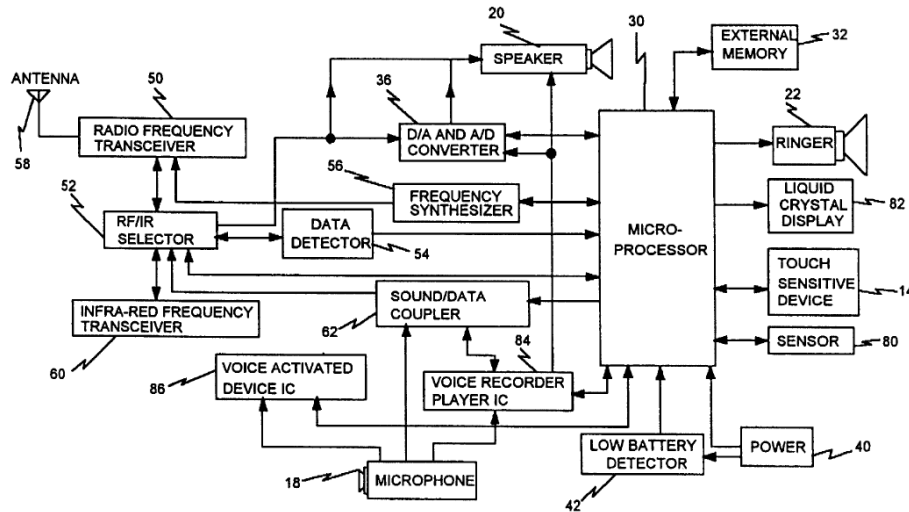 20
SPEAKER
30
EXTERNAL
MEMORY
32
ANTENNA
58
50
RADIO FREQUENCY
TRANSCEIVER
36
D/A AND A/D
CONVERTER
22
RINGER
56
FREQUENCY
SYNTHESIZER
LIQUID
CRYSTAL
DISPLAY
82
52
RF/IR
SELECTOR
DATA
DETECTOR
54
MICRO-
PROCESSOR
TOUCH
SENSITIVE
DEVICE
14
INFRA-RED FREQUENCY
TRANSCEIVER
60
SOUND/DATA
COUPLER
62
SENSOR
80
84
86
VOICE ACTIVATED
DEVICE IC
VOICE RECORDER
PLAYER IC
LOW BATTERY
DETECTOR
42
POWER
40
18
MICROPHONE